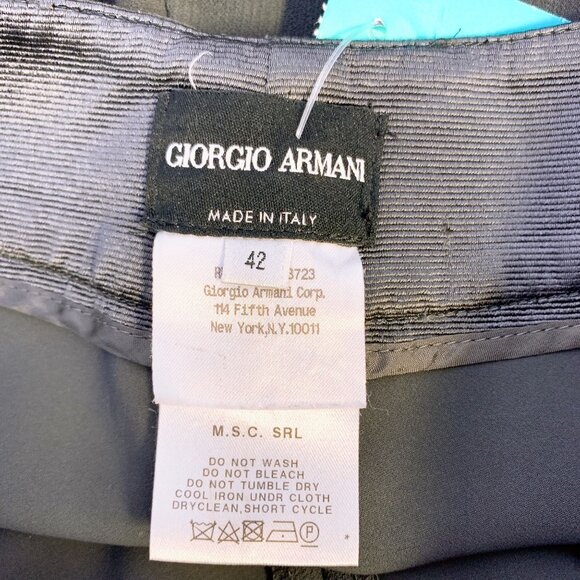 GIORGIO ARMANI
MADE IN ITALY
42
3723
Giorgio Armani Corp.
114 Fifth Avenue
New York,N.Y.10011
M.S.C. SRL
DO NOT WASH
DO NOT BLEACH
DO NOT TUMBLE DRY
COOL IRON UNDR CLOTH
DRYCLEAN,SHORT CYCLE
P